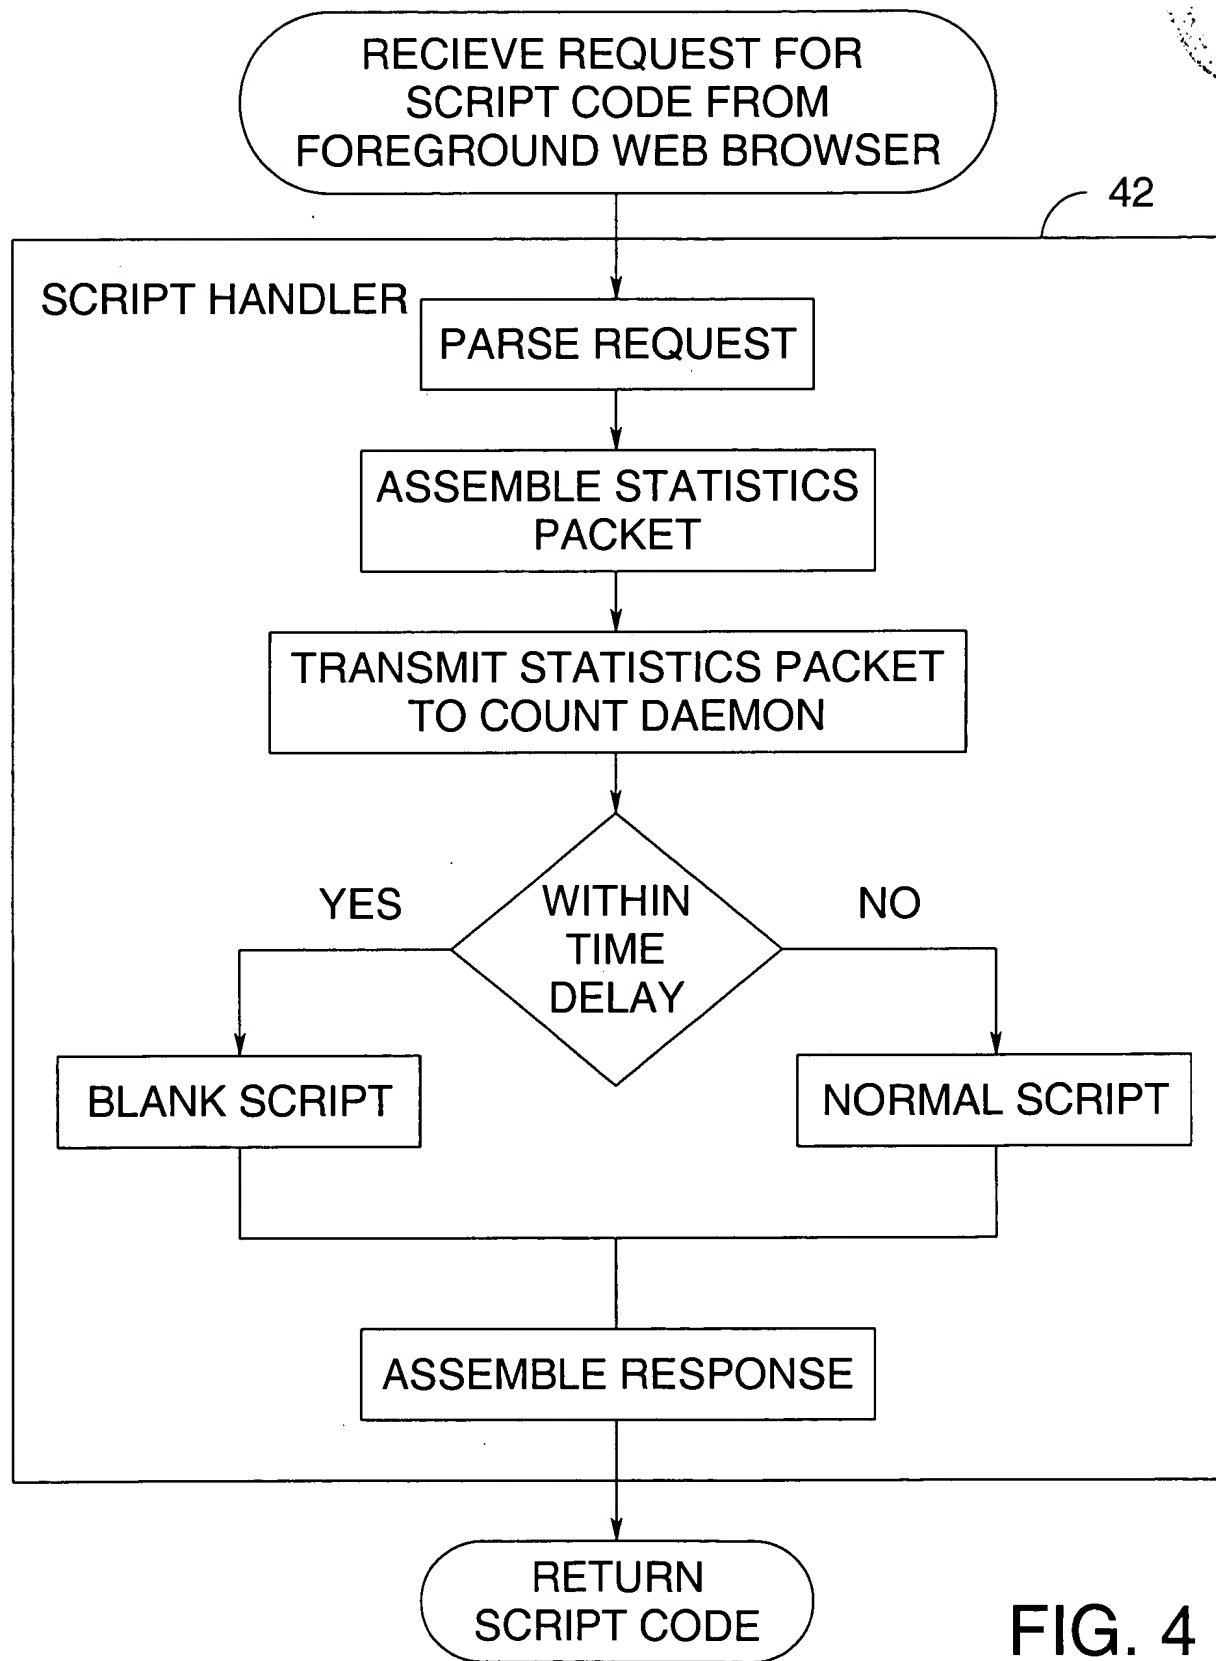 RECIEVE REQUEST FOR
SCRIPT CODE FROM
FOREGROUND WEB BROWSER
42
SCRIPT HANDLER
PARSE REQUEST
ASSEMBLE STATISTICS
PACKET
TRANSMIT STATISTICS PACKET
TO COUNT DAEMON
YES
WITHIN
TIME
DELAY
NO
BLANK SCRIPT
NORMAL SCRIPT
ASSEMBLE RESPONSE
RETURN
SCRIPT CODE
FIG. 4